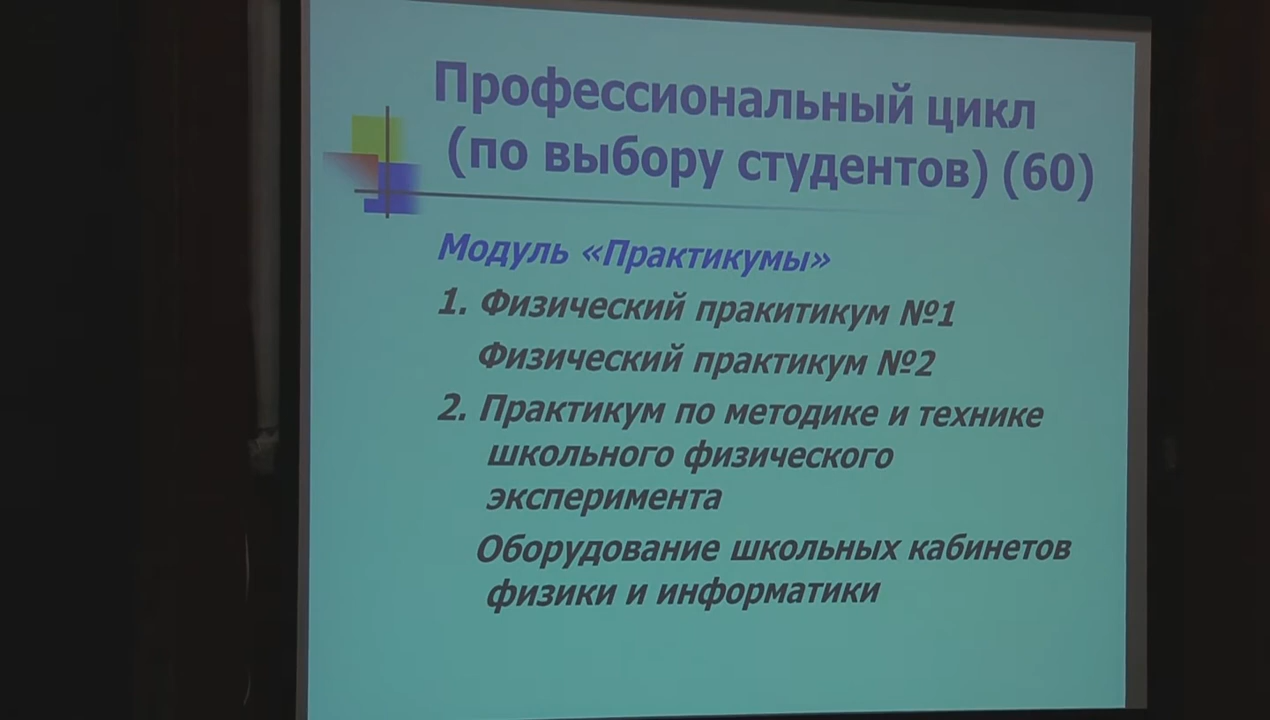 Профессиональный цикл
(по выбору студентов) (60)
Модуль «Практикумы»
1. Физический пракитикум №1
Физический практикум №2
2. Практикум по методике и технике
школьного физического
эксперимента
Оборудование школьных кабинетов
физики и информатики